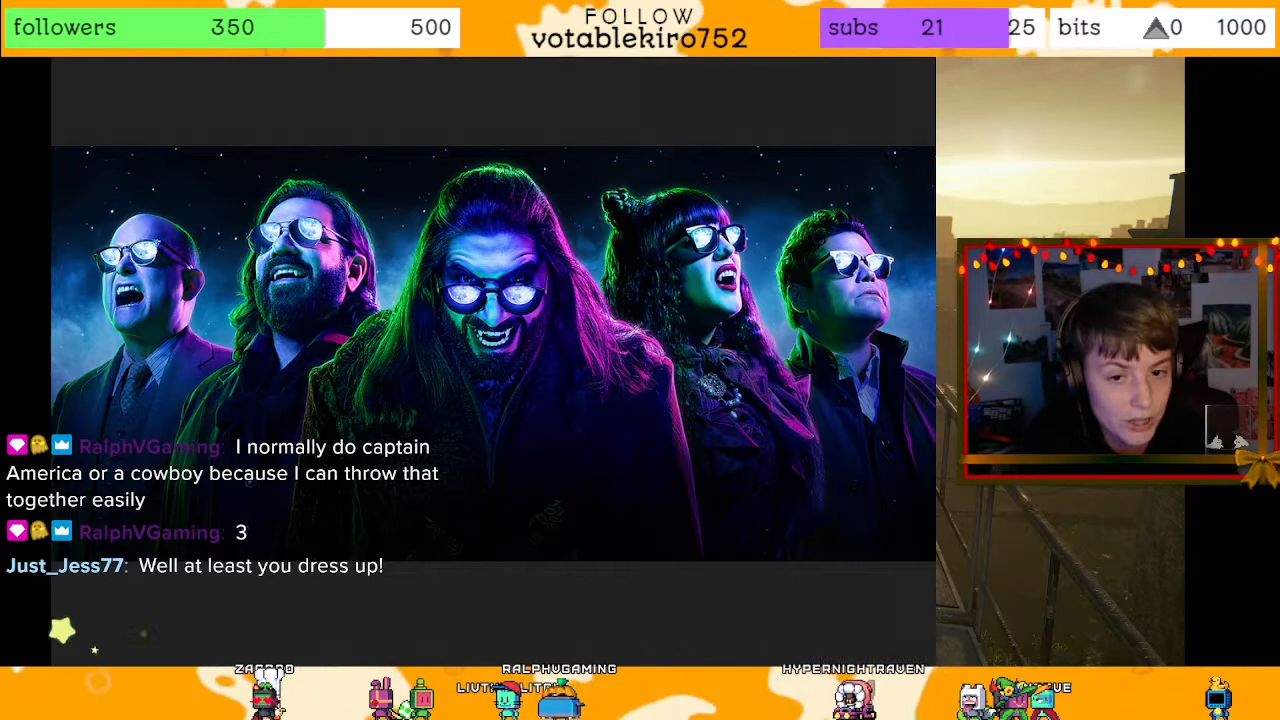 followers 350 500
FOLLOW
votablekiro752
subs 21 25
bits 0 1000
RalphVGaming: I normally do captain
America or a cowboy because I can throw that
together easily
RalphVGaming: 3
Just_Jess77: Well at least you dress up!
RALPHVGAMING
HYPERNIGHTRAVEN